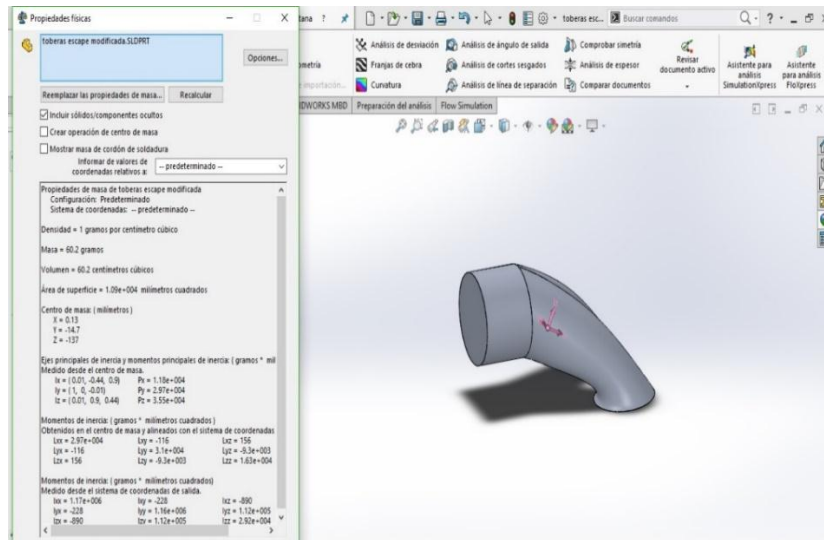 Propiedades físicas
toberas escape modificada.SLDPRT
Opciones...
Reemplazar las propiedades de masa...
Recalcular
Incluir sólidos/componentes ocultos
Crear operación de centro de masa
Mostrar masa de cordón de soldadura
Informar de valores de
coordenadas relativos a:
-- predeterminado --
Propiedades de masa de toberas escape modificada
Configuración: Predeterminado
Sistema de coordenadas: -- predeterminado --
Densidad = 1 gramos por centímetro cúbico
Masa = 60.2 gramos
Volumen = 60.2 centímetros cúbicos
Área de superficie = 1.09e+004 milímetros cuadrados
Centro de masa: ( milímetros )
X = 0.13
Y = -14.7
Z = -137
Ejes principales de inercia y momentos principales de inercia: ( gramos * mil
Medido desde el centro de masa.
Ix = ( 0.01, -0.44, 0.9) Px = 1.18e+004
Iy = ( 1, 0, -0.01) Py = 2.97e+004
Iz = ( 0.01, 0.9, 0.44) Pz = 3.55e+004
Momentos de inercia: ( gramos * milímetros cuadrados )
Obtenidos en el centro de masa y alineados con el sistema de coordenadas
Lxx = 2.97e+004 Lxy = -116 Lxz = 156
Lyx = -116 Lyy = 3.1e+004 Lyz = -9.3e+003
Lzx = 156 Lzy = -9.3e+003 Lzz = 1.63e+004
Momentos de inercia: ( gramos * milímetros cuadrados)
Medido desde el sistema de coordenadas de salida.
Ixx = 1.17e+006 Ixy = -228 Ixz = -890
Iyx = -228 Iyy = 1.16e+006 Iyz = 1.12e+005
Izx = -890 Izy = 1.12e+005 Izz = 2.92e+004
tana ?
toberas esc...
Buscar comandos
Análisis de desviación
Análisis de ángulo de salida
Comprobar simetría
ometría
Franjas de cebra
Análisis de cortes sesgados
Análisis de espesor
Curvatura
Análisis de línea de separación
Comparar documentos
Revisar
documento activo
Asistente para
análisis
SimulationXpress
Asistente
para análisis
FloXpress
IDWORKS MBD
Preparación del análisis
Flow Simulation